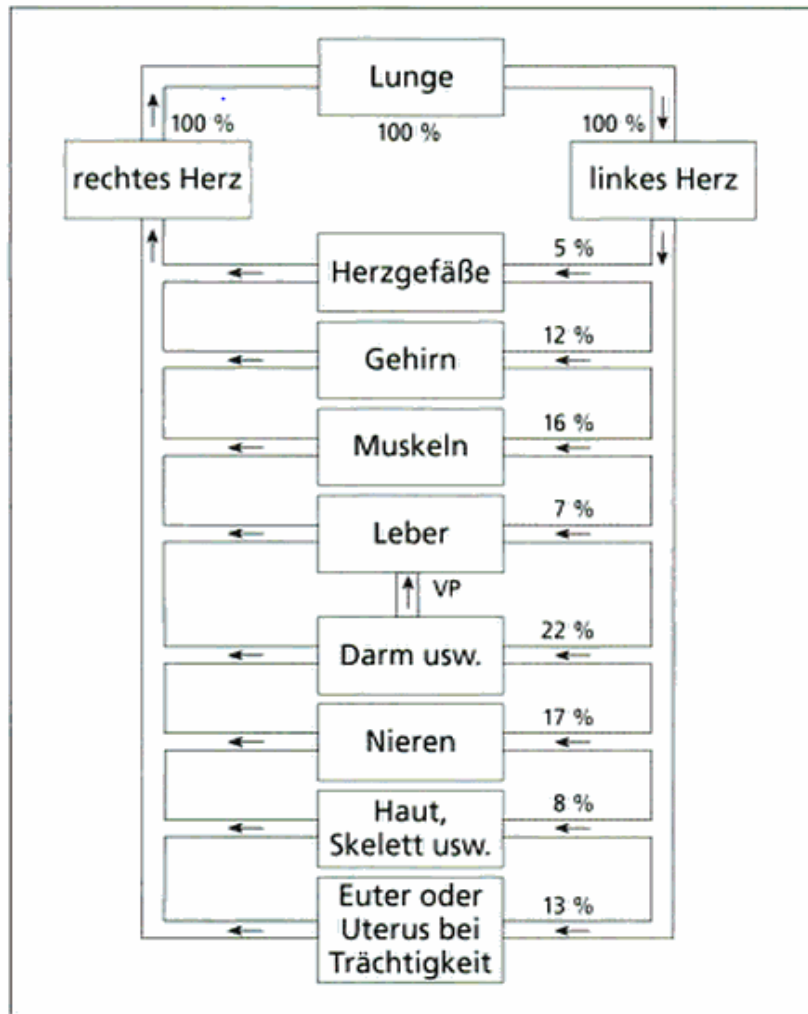 Lunge
100 %
100 %
100 %
rechtes Herz
linkes Herz
5 %
Herzgefäße
12 %
Gehirn
16 %
Muskeln
7 %
Leber
VP
22 %
Darm usw.
17 %
Nieren
8 %
Haut,
Skelett usw.
13 %
Euter oder
Uterus bei
Trächtigkeit